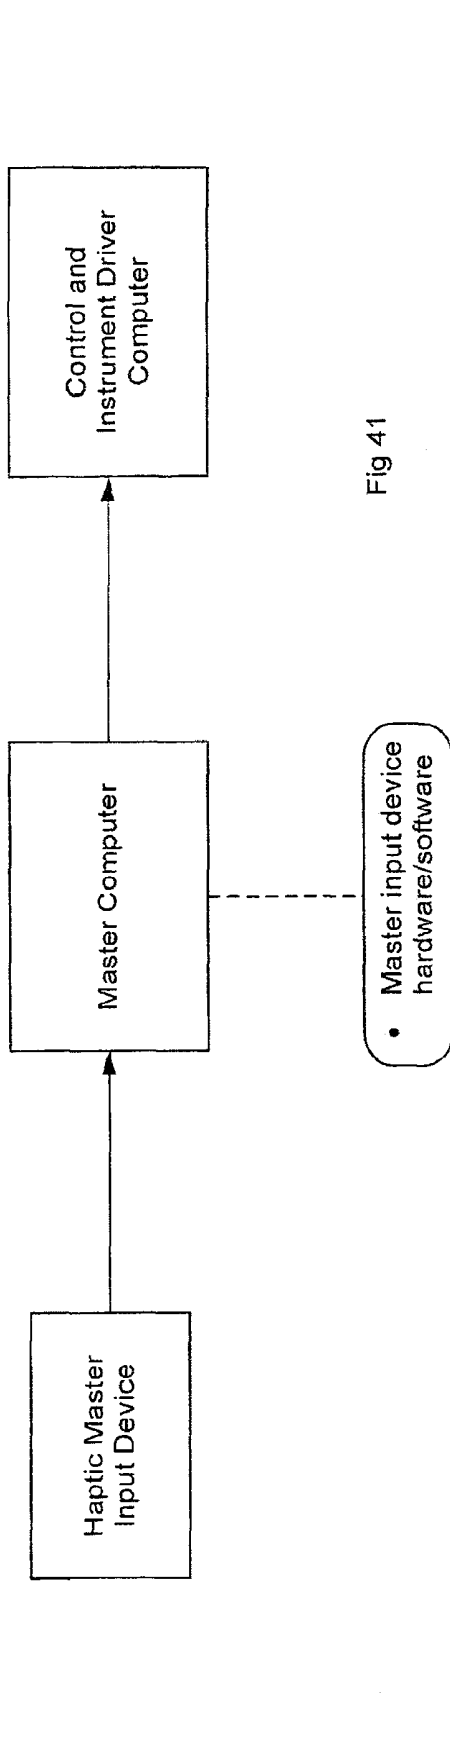 Haptic Master
Input Device
Master Computer
Control and
Instrument Driver
Computer
• Master input device
hardware/software
Fig 41